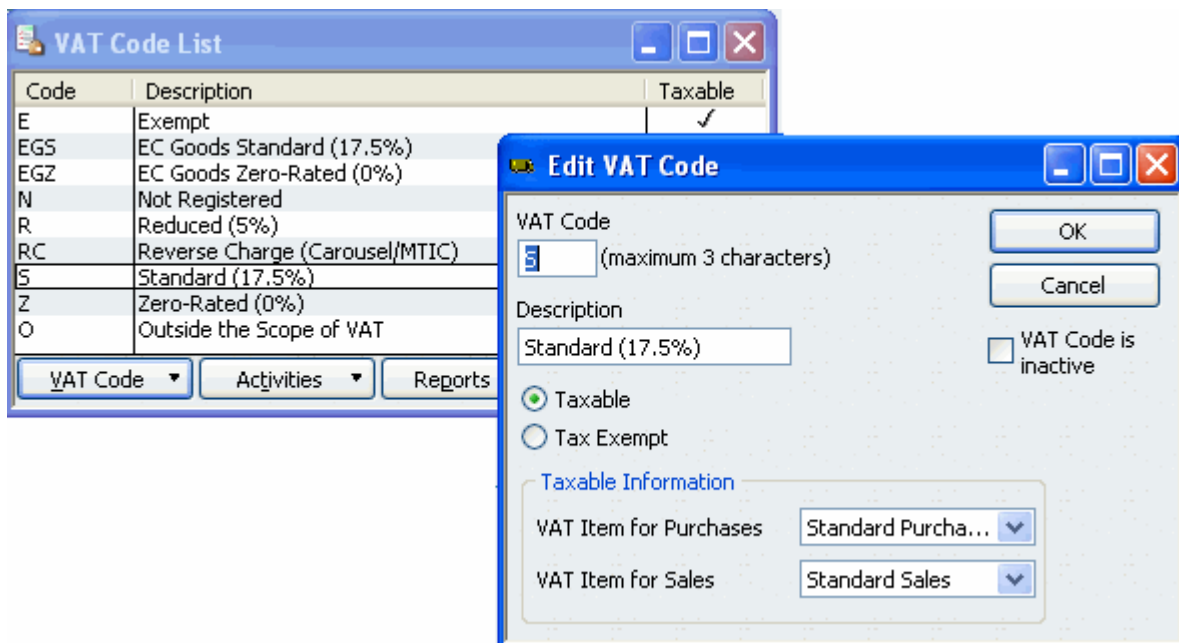 VAT Code List
Code Description Taxable
E Exempt ✓
EGS EC Goods Standard (17.5%)
EGZ EC Goods Zero-Rated (0%)
N Not Registered
R Reduced (5%)
RC Reverse Charge (Carousel/MTIC)
S Standard (17.5%)
Z Zero-Rated (0%)
O Outside the Scope of VAT
VAT Code Activities Reports
Edit VAT Code
VAT Code
S (maximum 3 characters)
OK
Cancel
Description
Standard (17.5%)
VAT Code is
inactive
Taxable
Tax Exempt
Taxable Information
VAT Item for Purchases Standard Purcha...
VAT Item for Sales Standard Sales